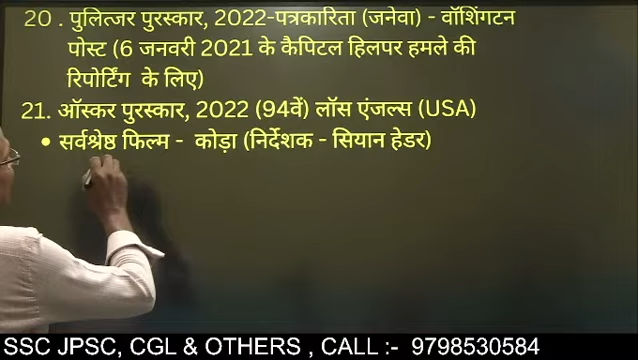 20 . पुलित्जर पुरस्कार, 2022-पत्रकारिता (जनेवा) - वॉशिंगटन
पोस्ट (6 जनवरी 2021 के कैपिटल हिलपर हमले की
रिपोर्टिंग के लिए)
21. ऑस्कर पुरस्कार, 2022 (94वें) लॉस एंजल्स (USA)
• सर्वश्रेष्ठ फिल्म - कोड़ा (निर्देशक - सियान हेडर)
SSC JPSC, CGL & OTHERS , CALL :- 9798530584